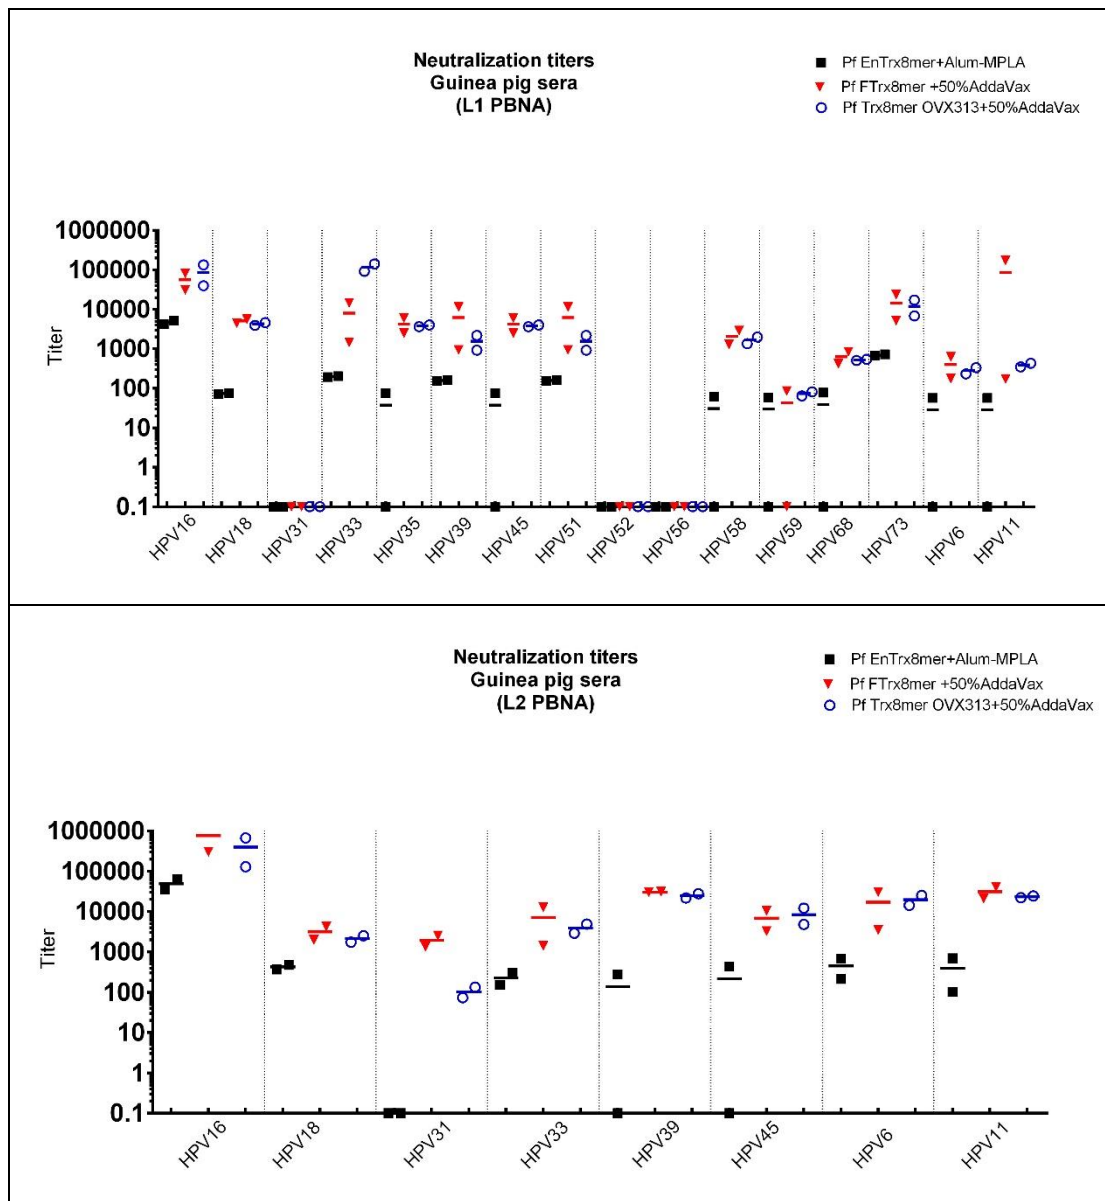 Neutralization titers
Guinea pig sera
(L1 PBNA)
Pf EnTrx8mer+Alum-MPLA
Pf FTrx8mer +50%AddaVax
Pf Trx8mer OVX313+50%AddaVax
Titer
1000000
100000
10000
1000
100
10
1
0.1
HPV16
HPV18
HPV31
HPV33
HPV35
HPV39
HPV45
HPV51
HPV52
HPV56
HPV58
HPV59
HPV68
HPV73
HPV6
HPV11
Neutralization titers
Guinea pig sera
(L2 PBNA)
Pf EnTrx8mer+Alum-MPLA
Pf FTrx8mer +50%AddaVax
Pf Trx8mer OVX313+50%AddaVax
Titer
1000000
100000
10000
1000
100
10
1
0.1
HPV16
HPV18
HPV31
HPV33
HPV39
HPV45
HPV6
HPV11